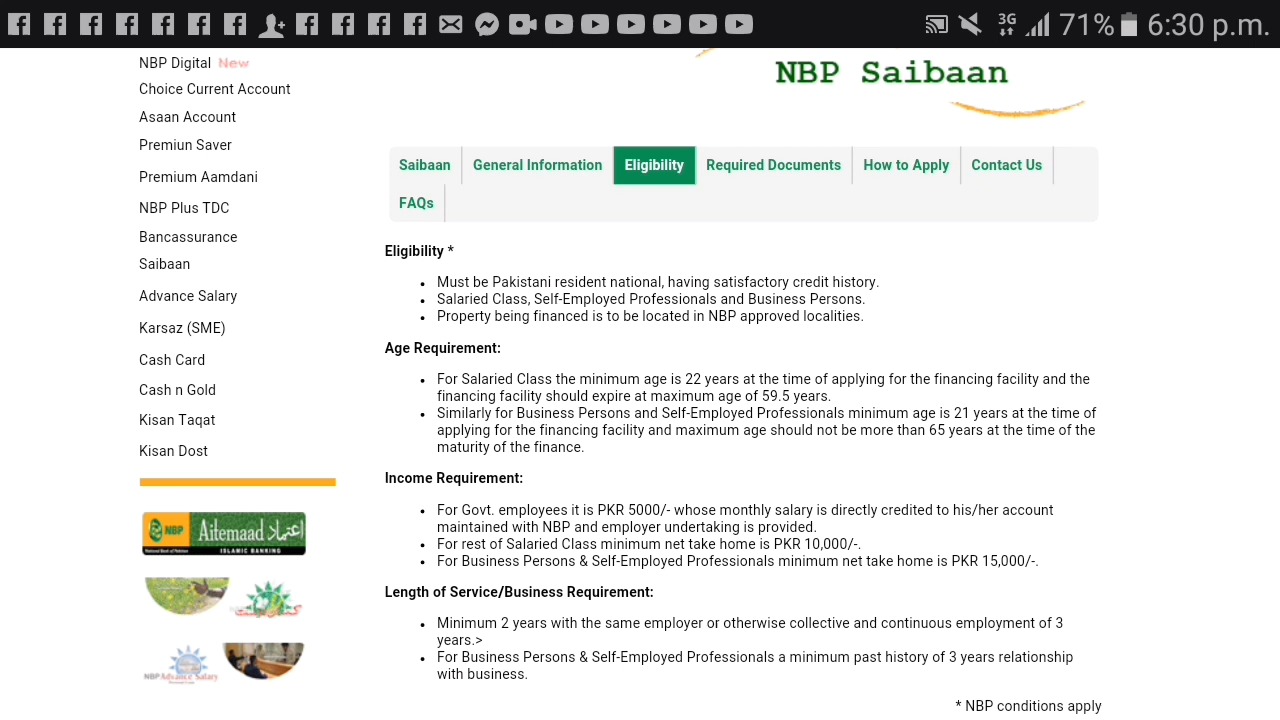 3G 71% 6:30 p.m.
NBP Digital New
Choice Current Account
Asaan Account
Premiun Saver
Premium Aamdani
NBP Plus TDC
Bancassurance
Saibaan
Advance Salary
Karsaz (SME)
Cash Card
Cash n Gold
Kisan Taqat
Kisan Dost
NBP
National Bank of Pakistan
Aitemaad اعتماد
ISLAMIC BANKING
NBP Advance Salary
NBP Saibaan
Saibaan General Information Eligibility Required Documents How to Apply Contact Us
FAQs
Eligibility *
• Must be Pakistani resident national, having satisfactory credit history.
• Salaried Class, Self-Employed Professionals and Business Persons.
• Property being financed is to be located in NBP approved localities.
Age Requirement:
• For Salaried Class the minimum age is 22 years at the time of applying for the financing facility and the
financing facility should expire at maximum age of 59.5 years.
• Similarly for Business Persons and Self-Employed Professionals minimum age is 21 years at the time of
applying for the financing facility and maximum age should not be more than 65 years at the time of the
maturity of the finance.
Income Requirement:
• For Govt. employees it is PKR 5000/- whose monthly salary is directly credited to his/her account
maintained with NBP and employer undertaking is provided.
• For rest of Salaried Class minimum net take home is PKR 10,000/-.
• For Business Persons & Self-Employed Professionals minimum net take home is PKR 15,000/-.
Length of Service/Business Requirement:
• Minimum 2 years with the same employer or otherwise collective and continuous employment of 3
years.>
• For Business Persons & Self-Employed Professionals a minimum past history of 3 years relationship
with business.
* NBP conditions apply